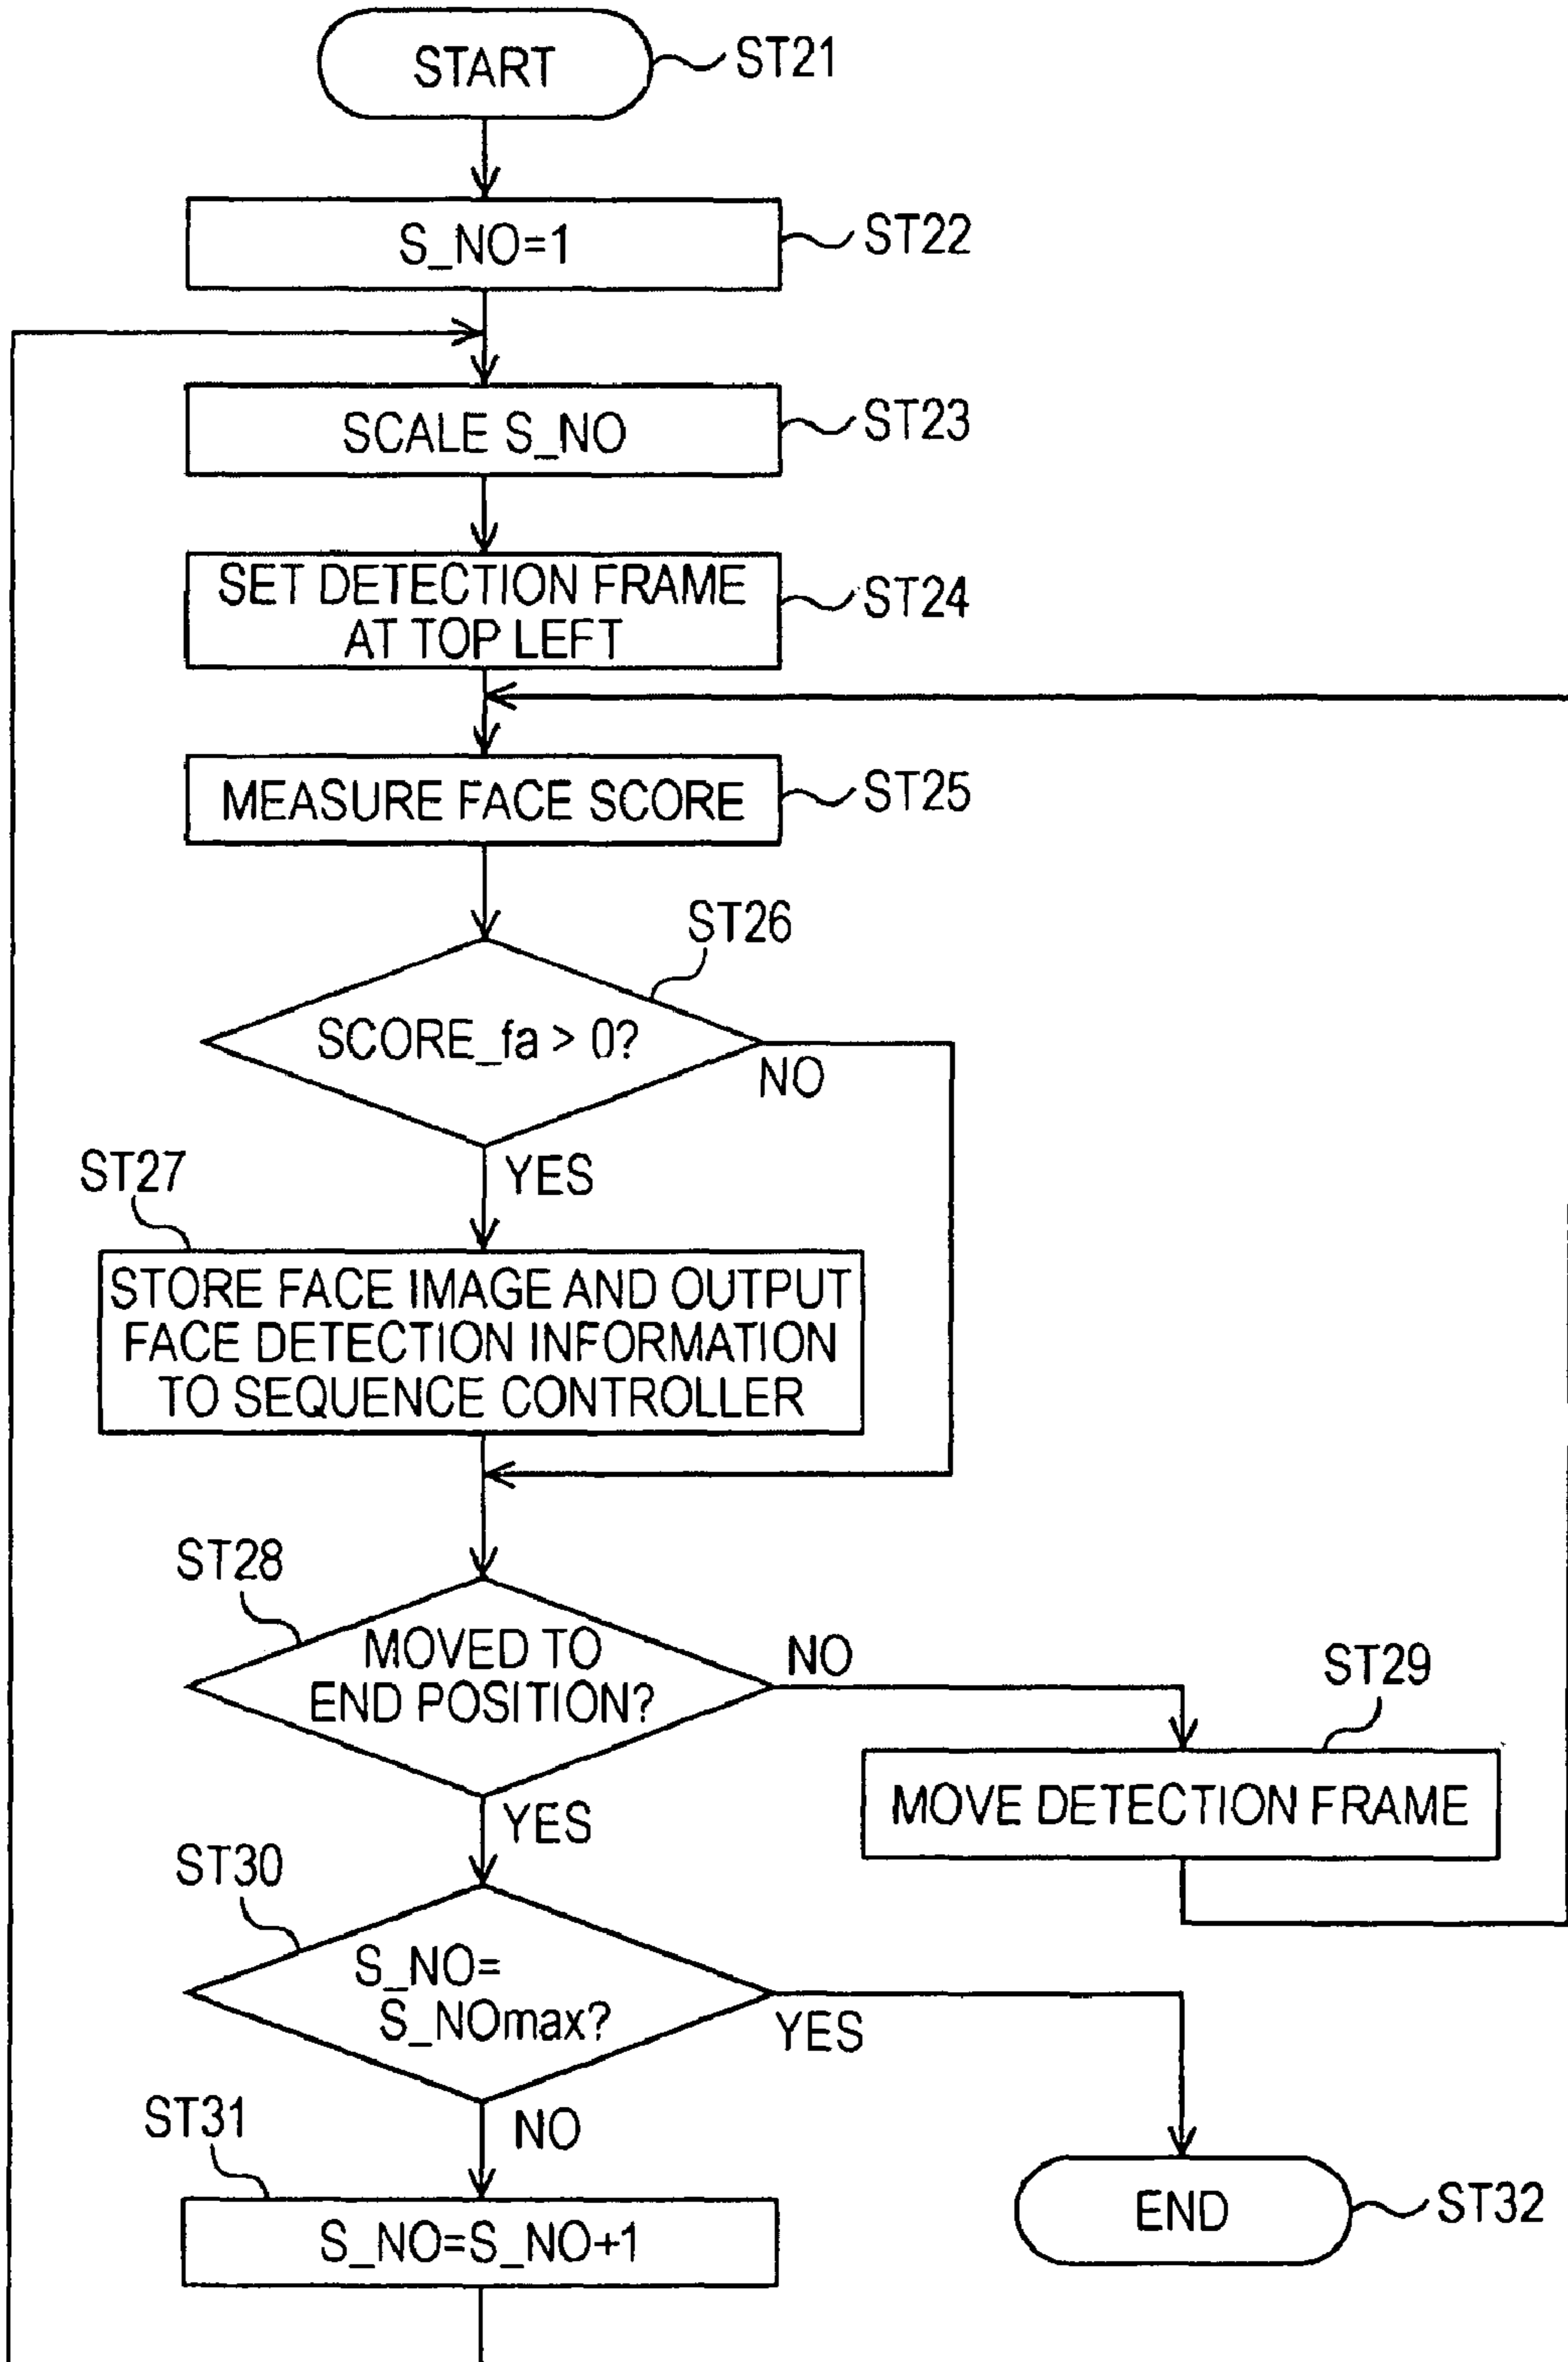 START
ST21
S_NO=1
ST22
SCALE S_NO
ST23
SET DETECTION FRAME
AT TOP LEFT
ST24
MEASURE FACE SCORE
ST25
ST26
SCORE_fa > 0?
NO
YES
ST27
STORE FACE IMAGE AND OUTPUT
FACE DETECTION INFORMATION
TO SEQUENCE CONTROLLER
ST28
MOVED TO
END POSITION?
NO
ST29
MOVE DETECTION FRAME
YES
ST30
S_NO=
S_NOmax?
YES
NO
ST31
S_NO=S_NO+1
END
ST32